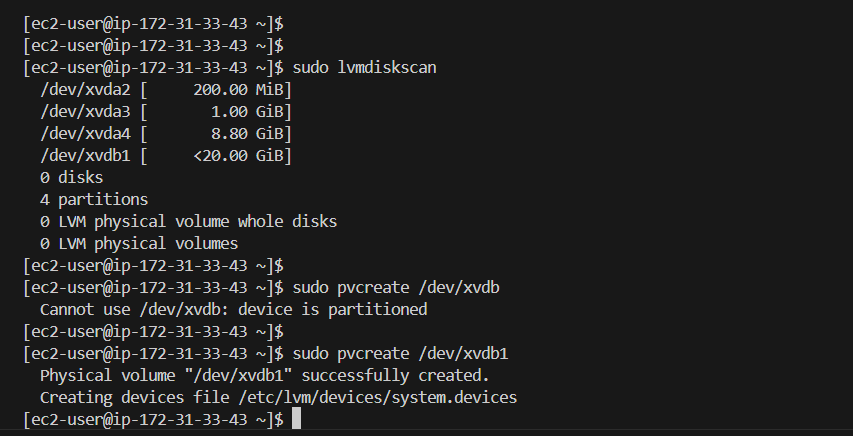 [ec2-user@ip-172-31-33-43 ~]$
[ec2-user@ip-172-31-33-43 ~]$
[ec2-user@ip-172-31-33-43 ~]$ sudo lvmdiskscan
  /dev/xvda2 [     200.00 MiB]
  /dev/xvda3 [       1.00 GiB]
  /dev/xvda4 [       8.80 GiB]
  /dev/xvdb1 [     <20.00 GiB]
  0 disks
  4 partitions
  0 LVM physical volume whole disks
  0 LVM physical volumes
[ec2-user@ip-172-31-33-43 ~]$
[ec2-user@ip-172-31-33-43 ~]$ sudo pvcreate /dev/xvdb
  Cannot use /dev/xvdb: device is partitioned
[ec2-user@ip-172-31-33-43 ~]$
[ec2-user@ip-172-31-33-43 ~]$ sudo pvcreate /dev/xvdb1
  Physical volume "/dev/xvdb1" successfully created.
  Creating devices file /etc/lvm/devices/system.devices
[ec2-user@ip-172-31-33-43 ~]$